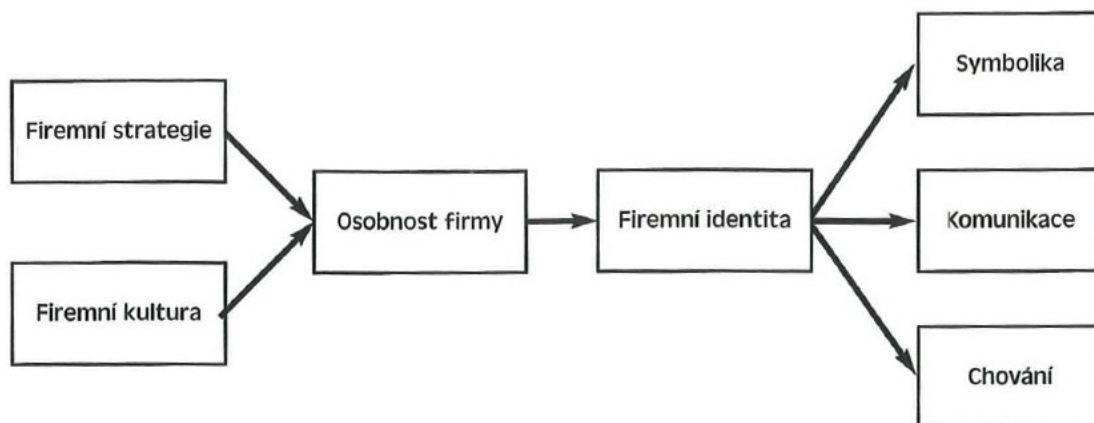 Firemní strategie
Firemní kultura
Osobnost firmy
Firemní identita
Symbolika
Komunikace
Chování